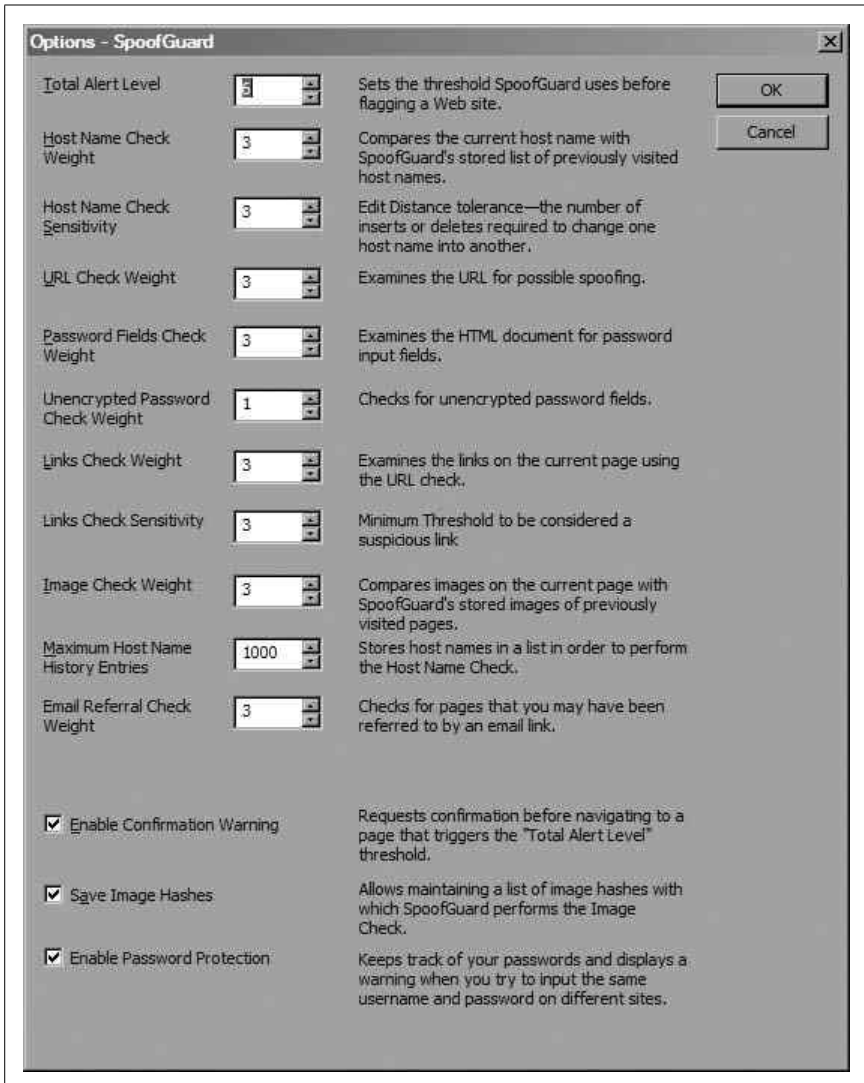 Options - SpoofGuard
Total Alert Level
Sets the threshold SpoofGuard uses before
flagging a Web site.
OK
Cancel
Host Name Check
Weight
3
Compares the current host name with
SpoofGuard's stored list of previously visited
host names.
Host Name Check
Sensitivity
3
Edit Distance tolerance—the number of
inserts or deletes required to change one
host name into another.
URL Check Weight
3
Examines the URL for possible spoofing.
Password Fields Check
Weight
3
Examines the HTML document for password
input fields.
Unencrypted Password
Check Weight
1
Checks for unencrypted password fields.
Links Check Weight
3
Examines the links on the current page using
the URL check.
Links Check Sensitivity
3
Minimum Threshold to be considered a
suspicious link
Image Check Weight
3
Compares images on the current page with
SpoofGuard's stored images of previously
visited pages.
Maximum Host Name
History Entries
1000
Stores host names in a list in order to perform
the Host Name Check.
Email Referral Check
Weight
3
Checks for pages that you may have been
referred to by an email link.
Enable Confirmation Warning
Requests confirmation before navigating to a
page that triggers the "Total Alert Level"
threshold.
Save Image Hashes
Allows maintaining a list of image hashes with
which SpoofGuard performs the Image
Check.
Enable Password Protection
Keeps track of your passwords and displays a
warning when you try to input the same
username and password on different sites.